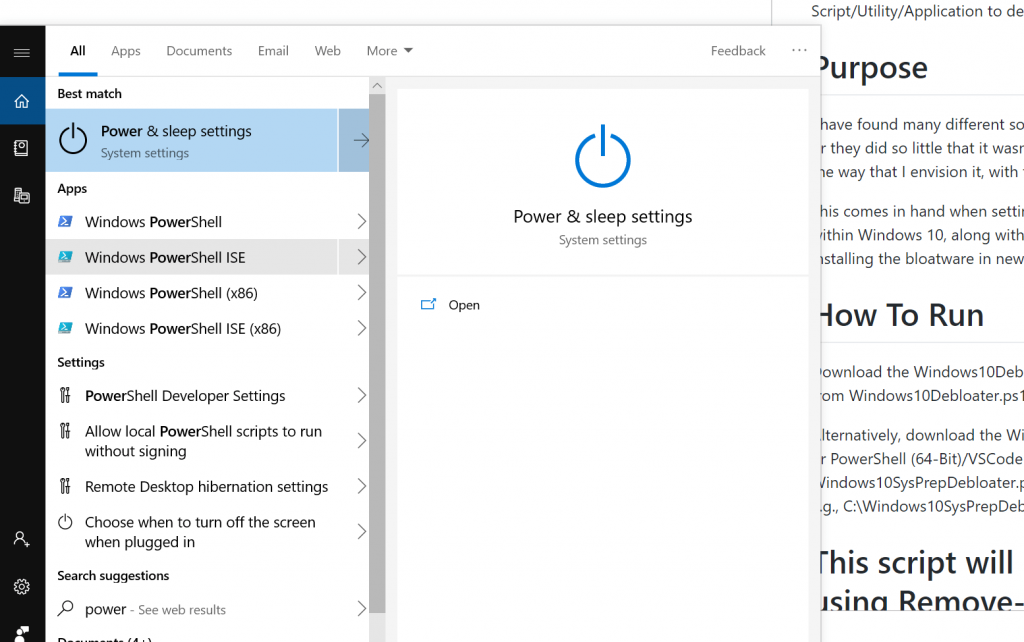 All Apps Documents Email Web More Feedback ...
Best match
Power & sleep settings
System settings
Apps
Windows PowerShell
Windows PowerShell ISE
Windows PowerShell (x86)
Windows PowerShell ISE (x86)
Settings
PowerShell Developer Settings
Allow local PowerShell scripts to run
without signing
Remote Desktop hibernation settings
Choose when to turn off the screen
when plugged in
Search suggestions
power - See web results
Power & sleep settings
System settings
Open
Script/Utility/Application to de
Purpose
have found many different so
they did so little that it wasn
way that I envision it, with
comes in hand when settin
within Windows 10, along with
nstalling the bloatware in new
How To Run
Download the Windows10Deb
rom Windows10Debloater.ps1
lternatively, download the Wi
r PowerShell (64-Bit)/VSCode
Windows10SysPrepDebloater.p
.g., C:\Windows10SysPrepDeb
This script will
using Remove-